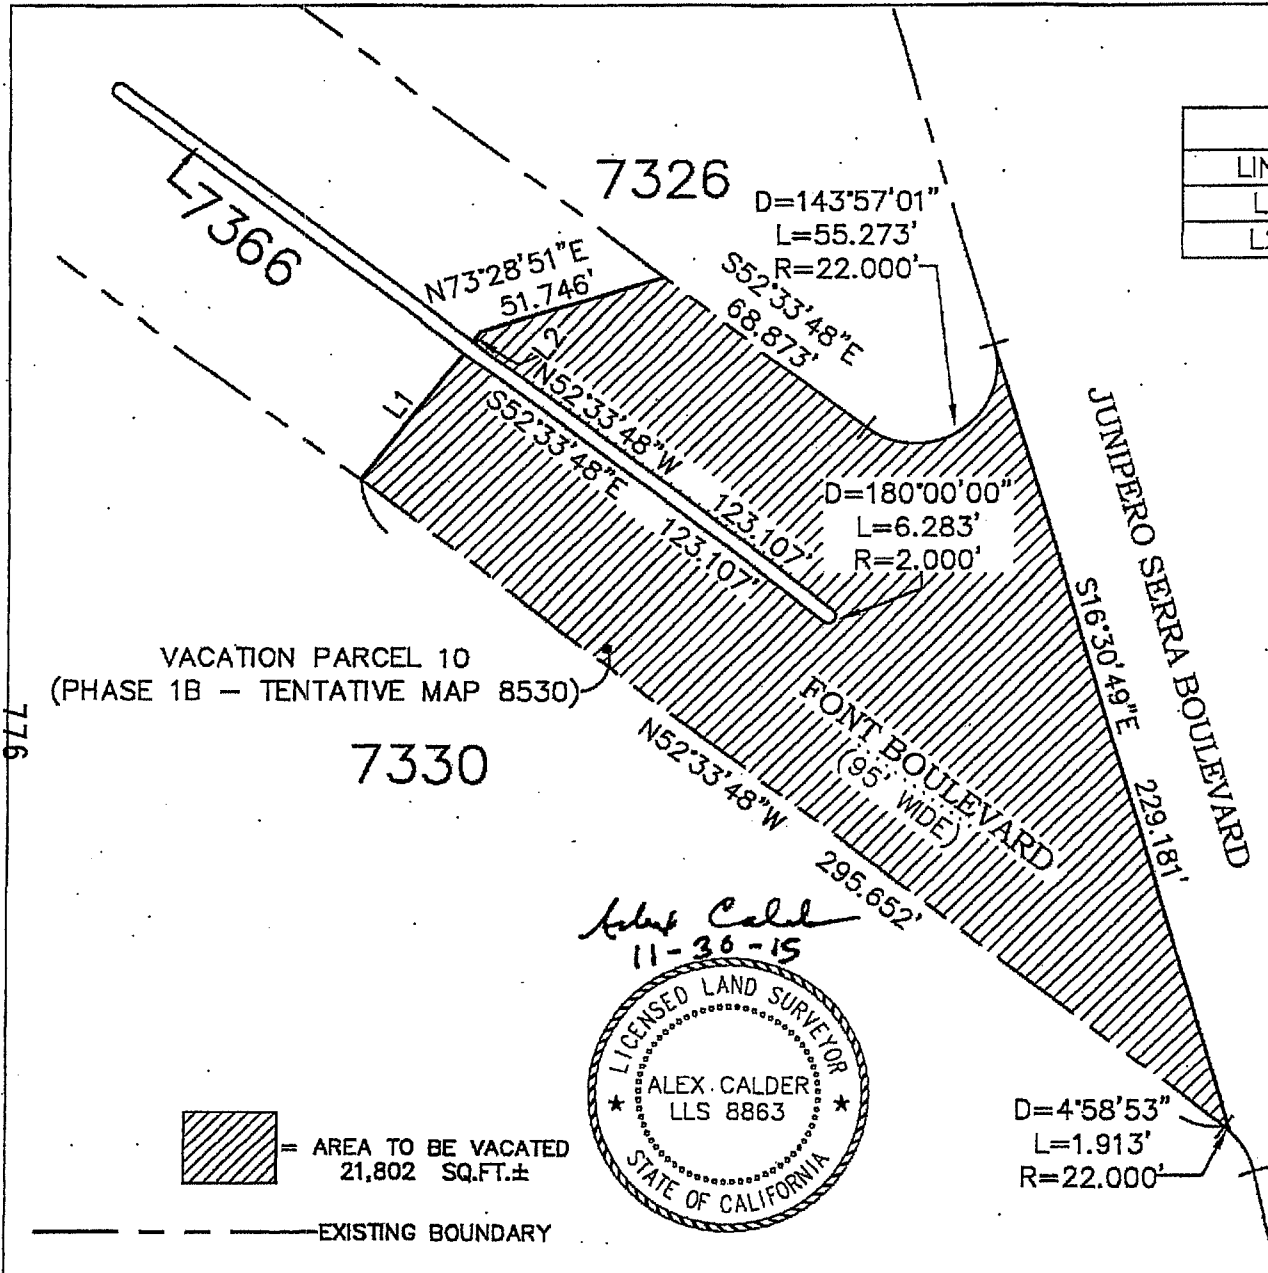 7326
L7366
D=143°57'01"
L=55.273'
R=22.000'
LIN
L
L
N73°28'51"E
51.746'
S52°33'48"E
68.873'
L2
L1
N52°33'48"W
123.107'
S52°33'48"E
123.107'
D=180°00'00"
L=6.283'
R=2.000'
JUNIPERO SERRA BOULEVARD
S16°30'49"E
229.181'
VACATION PARCEL 10
(PHASE 1B – TENTATIVE MAP 8530)
776
7330
FONT BOULEVARD
(95' WIDE)
N52°33'48"W
295.652'
Alex Calder
11-30-15
LICENSED LAND SURVEYOR
ALEX CALDER
LLS 8863
STATE OF CALIFORNIA
D=4°58'53"
L=1.913'
R=22.000'
= AREA TO BE VACATED
21,802 SQ.FT.±
EXISTING BOUNDARY